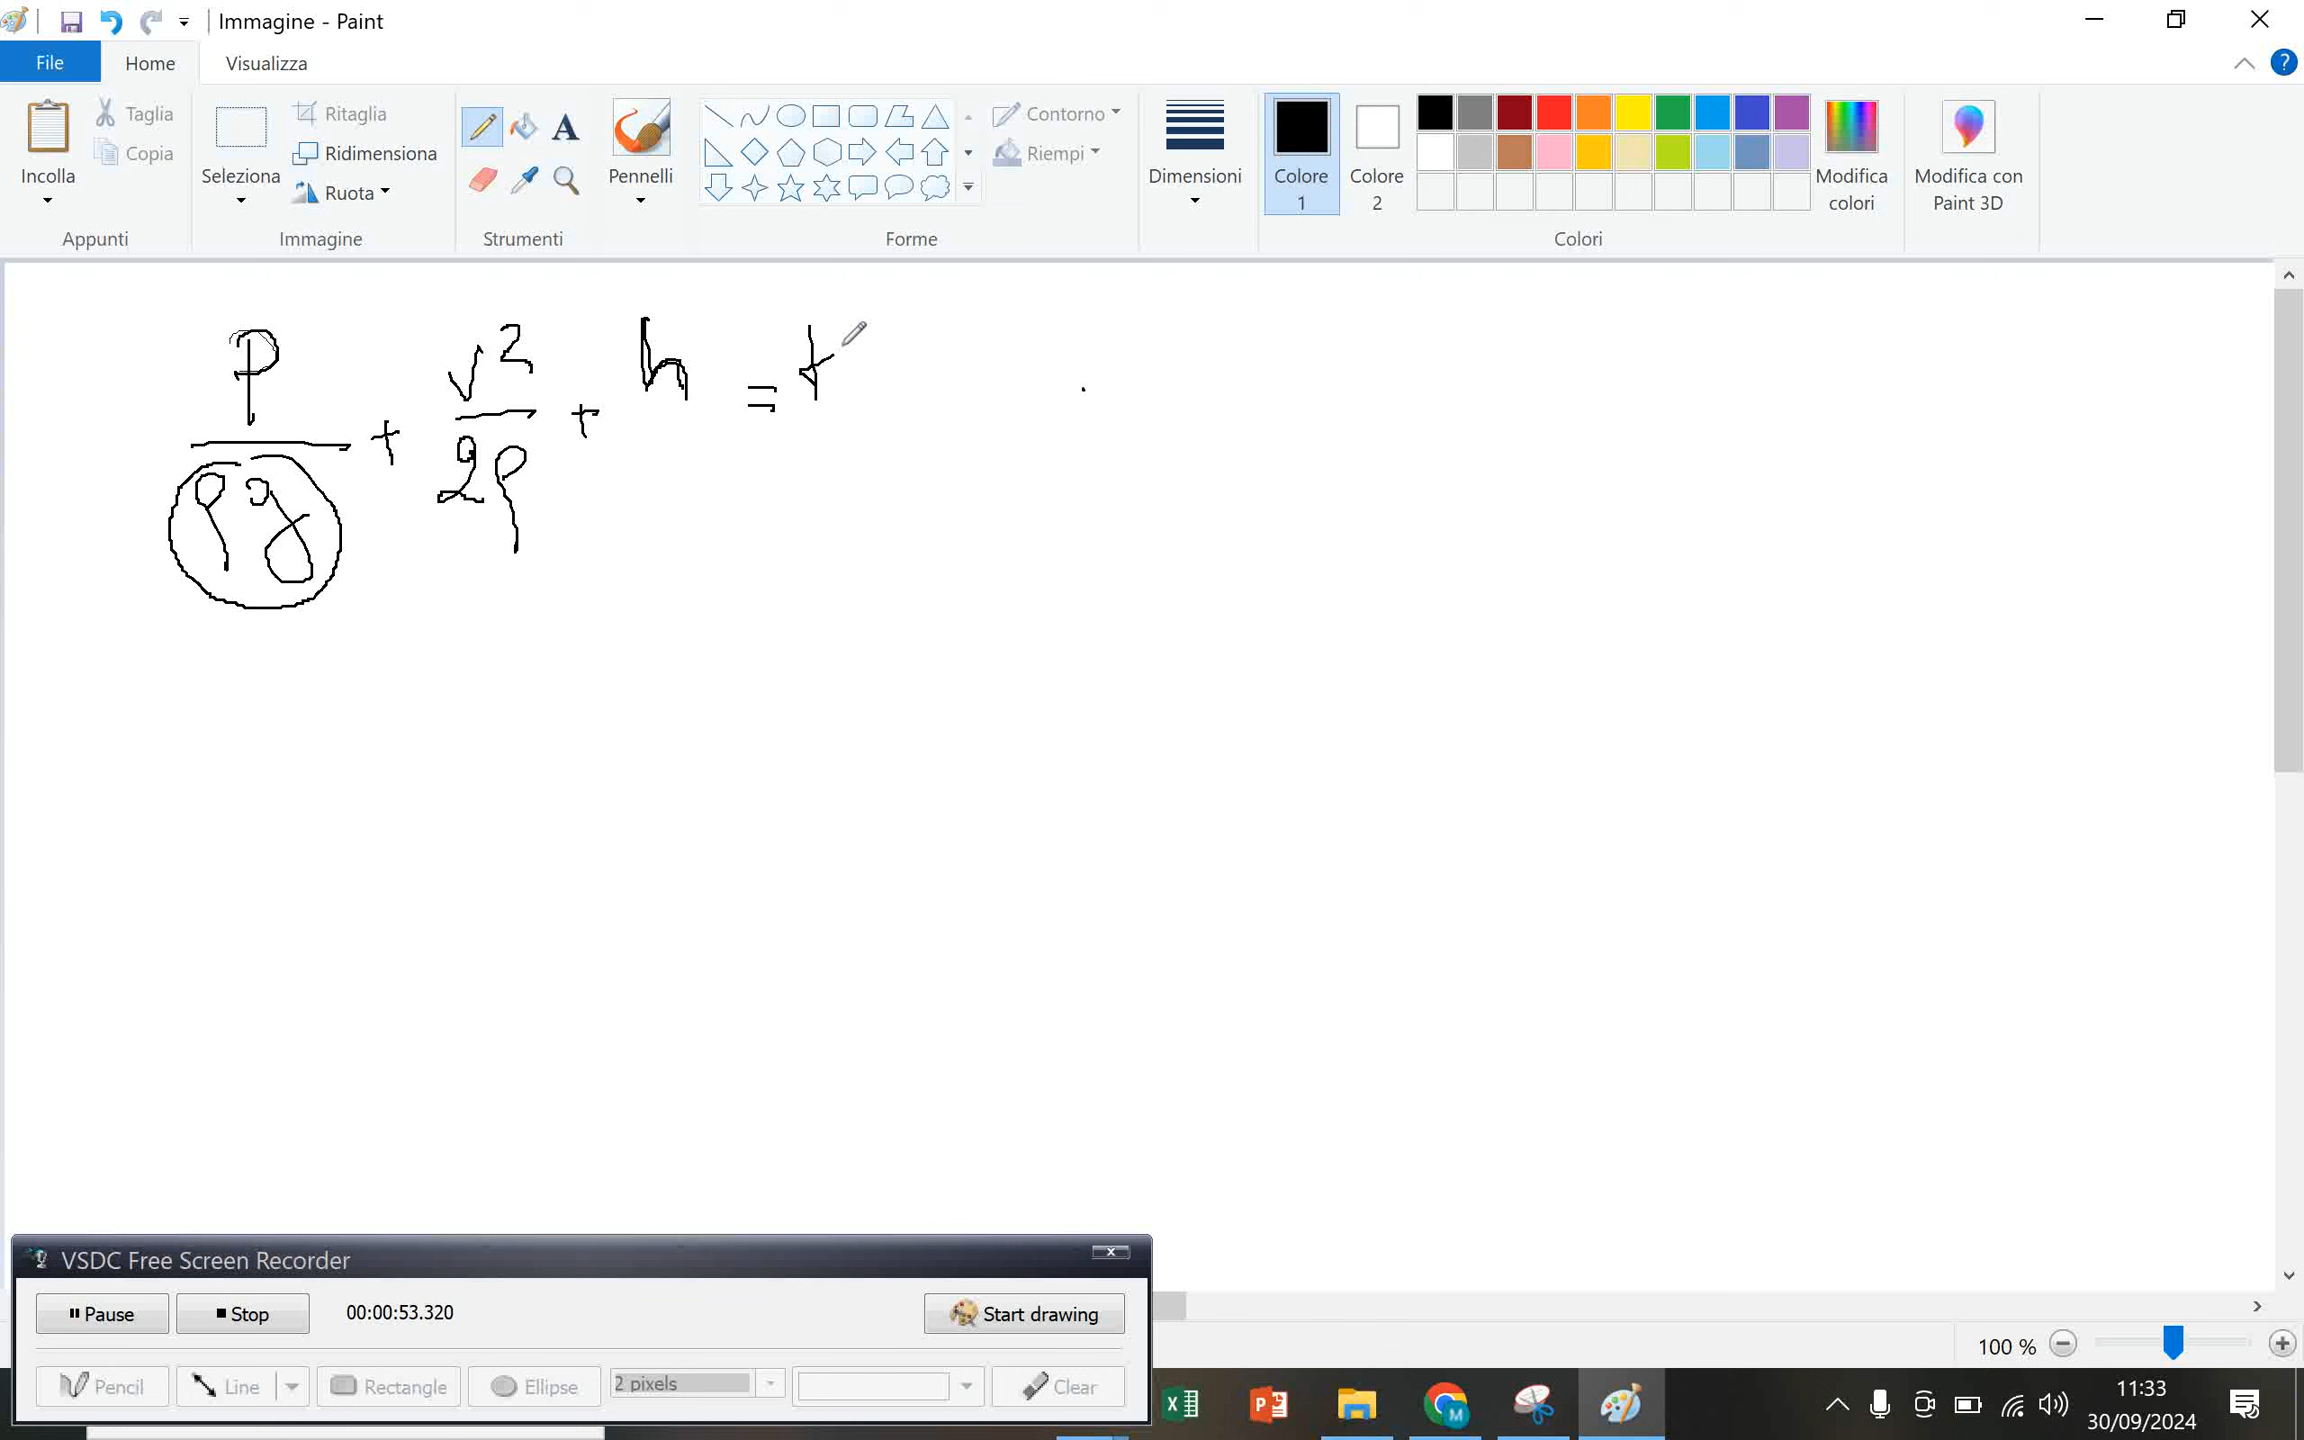 Immagine - Paint
File Home Visualizza
Incolla
Taglia
Copia
Appunti
Seleziona
Ritaglia
Ridimensiona
Ruota
Immagine
A
Strumenti
Pennelli
Contorno
Riempi
Forme
Dimensioni
Colore 1
Colore 2
Colori
Modifica colori
Modifica con Paint 3D
P
v2
h
+
+
=
VSDC Free Screen Recorder
Pause Stop 00:00:53.320 Start drawing
Pencil Line Rectangle Ellipse 2 pixels Clear
100 %
11:33
30/09/2024